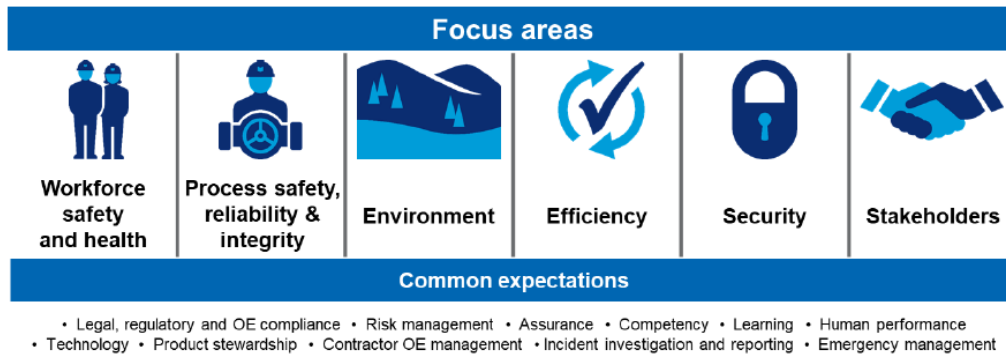 Focus areas
Workforce
safety
and health
Process safety,
reliability &
integrity
Environment
Efficiency
Security
Stakeholders
Common expectations
• Legal, regulatory and OE compliance • Risk management • Assurance • Competency • Learning • Human performance
• Technology • Product stewardship • Contractor OE management • Incident investigation and reporting • Emergency management